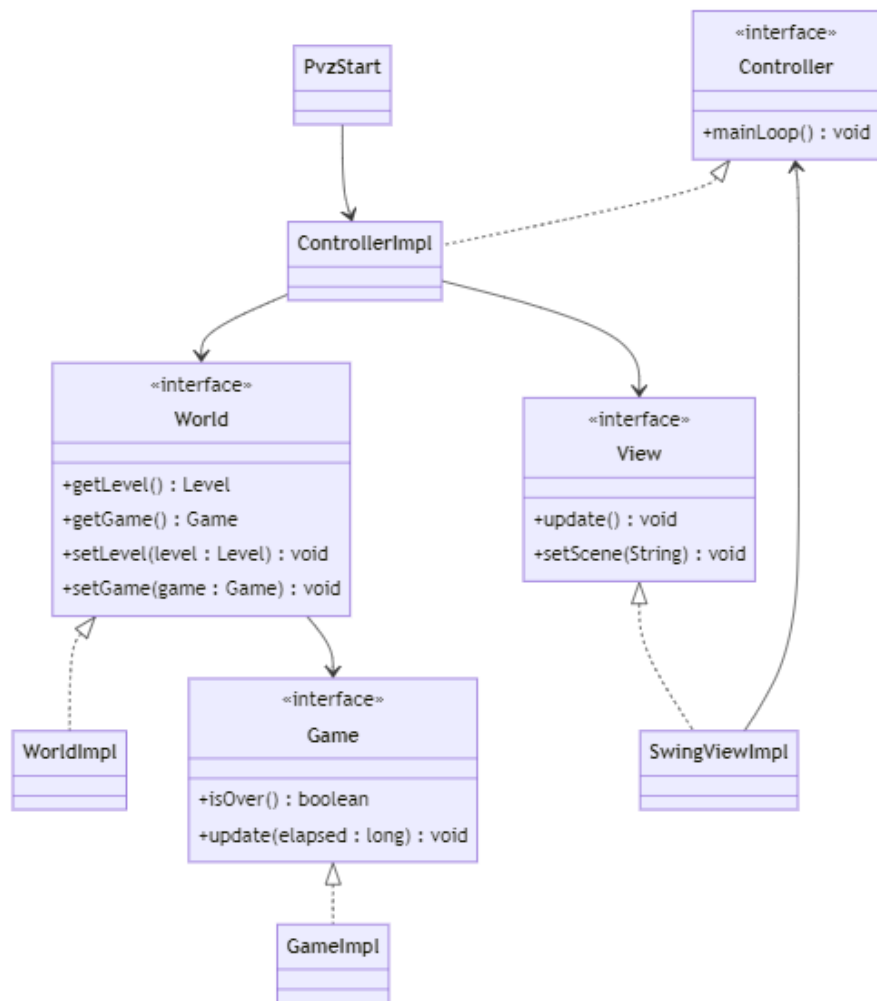 PvzStart
«interface»
Controller
+mainLoop() : void
ControllerImpl
«interface»
World
+getLevel() : Level
+getGame() : Game
+setLevel(level : Level) : void
+setGame(game : Game) : void
«interface»
View
+update() : void
+setScene(String) : void
WorldImpl
«interface»
Game
+isOver() : boolean
+update(elapsed : long) : void
SwingViewImpl
GameImpl